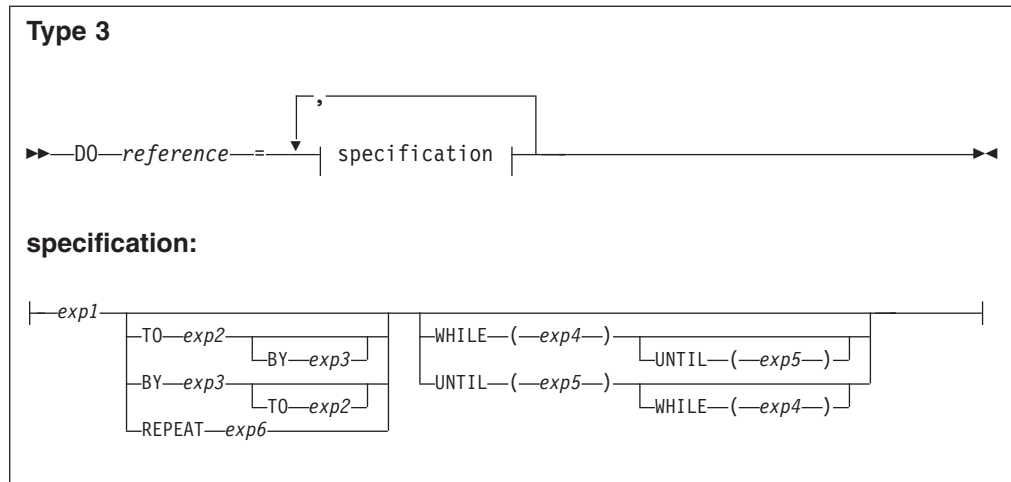 Type 3
,
DO reference = specification
specification:
exp1
TO exp2 WHILE ( exp4 )
BY exp3 UNTIL ( exp5 )
BY exp3 UNTIL ( exp5 )
TO exp2 WHILE ( exp4 )
REPEAT exp6